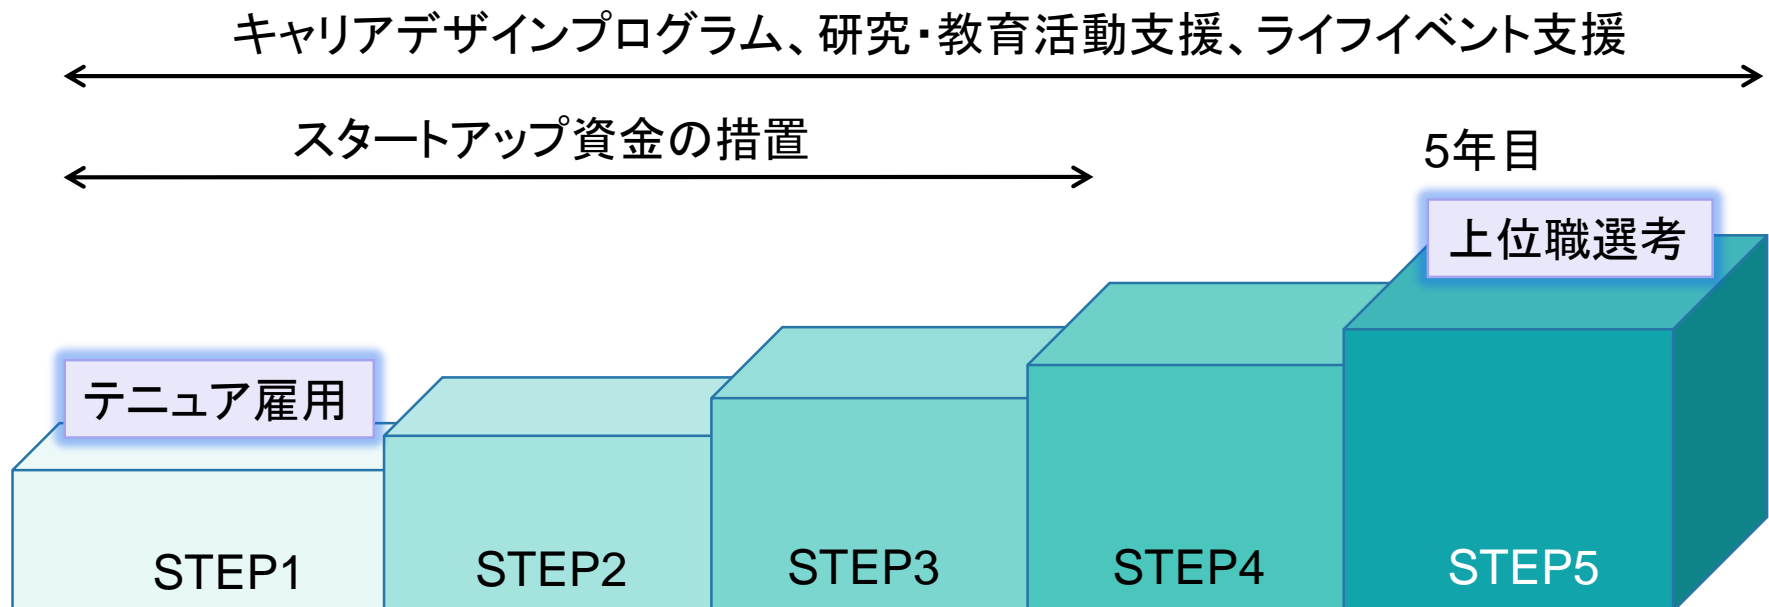 キャリアデザインプログラム、研究・教育活動支援、ライフイベント支援
スタートアップ資金の措置
5年目
上位職選考
テニュア雇用
STEP1
STEP2
STEP3
STEP4
STEP5